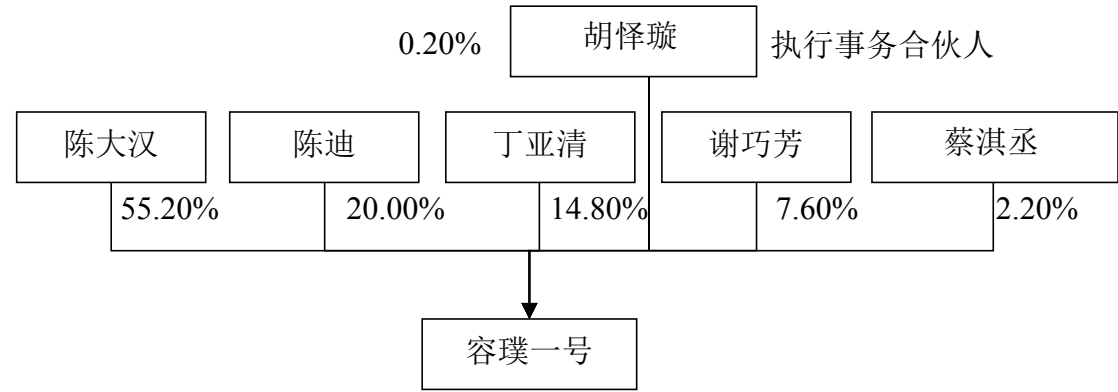 0.20% 胡怿璇 执行事务合伙人
陈大汉 陈迪 丁亚清 谢巧芳 蔡淇丞
55.20% 20.00% 14.80% 7.60% 2.20%
容璞一号